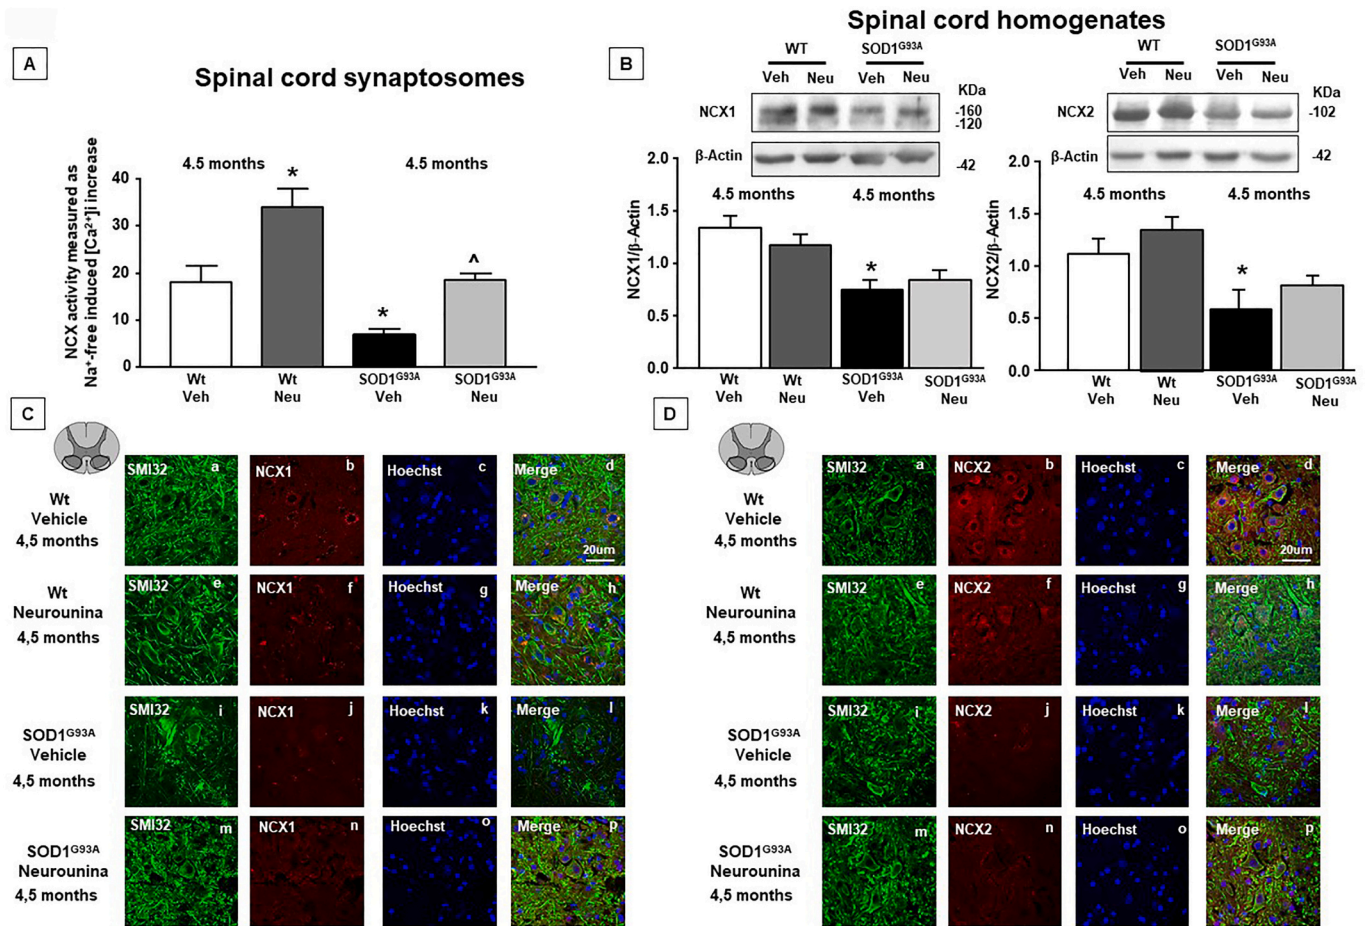 Spinal cord homogenates
A
Spinal cord synaptosomes
NCX activity measured as
Na⁺-free induced [Ca²⁺]i increase
4.5 months
4.5 months
40
30
20
10
0
*
*
^
Wt
Veh
Wt
Neu
SOD1ᴳ⁹³ᴬ
Veh
SOD1ᴳ⁹³ᴬ
Neu
B
WT
SOD1ᴳ⁹³ᴬ
Veh
Neu
Veh
Neu
KDa
NCX1
-160
-120
β-Actin
-42
NCX1/β-Actin
2.0
1.5
1.0
0.5
0.0
4.5 months
4.5 months
*
Wt
Veh
Wt
Neu
SOD1ᴳ⁹³ᴬ
Veh
SOD1ᴳ⁹³ᴬ
Neu
WT
SOD1ᴳ⁹³ᴬ
Veh
Neu
Veh
Neu
KDa
NCX2
-102
β-Actin
-42
NCX2/β-Actin
2.0
1.5
1.0
0.5
0.0
4.5 months
4.5 months
*
Wt
Veh
Wt
Neu
SOD1ᴳ⁹³ᴬ
Veh
SOD1ᴳ⁹³ᴬ
Neu
C
Wt
Vehicle
4,5 months
SMI32 a
NCX1 b
Hoechst c
Merge d
20um
Wt
Neurounina
4,5 months
SMI32 e
NCX1 f
Hoechst g
Merge h
SOD1ᴳ⁹³ᴬ
Vehicle
4,5 months
SMI32 i
NCX1 j
Hoechst k
Merge l
SOD1ᴳ⁹³ᴬ
Neurounina
4,5 months
SMI32 m
NCX1 n
Hoechst o
Merge p
D
Wt
Vehicle
4,5 months
SMI32 a
NCX2 b
Hoechst c
Merge d
20um
Wt
Neurounina
4,5 months
SMI32 e
NCX2 f
Hoechst g
Merge h
SOD1ᴳ⁹³ᴬ
Vehicle
4,5 months
SMI32 i
NCX2 j
Hoechst k
Merge l
SOD1ᴳ⁹³ᴬ
Neurounina
4,5 months
SMI32 m
NCX2 n
Hoechst o
Merge p